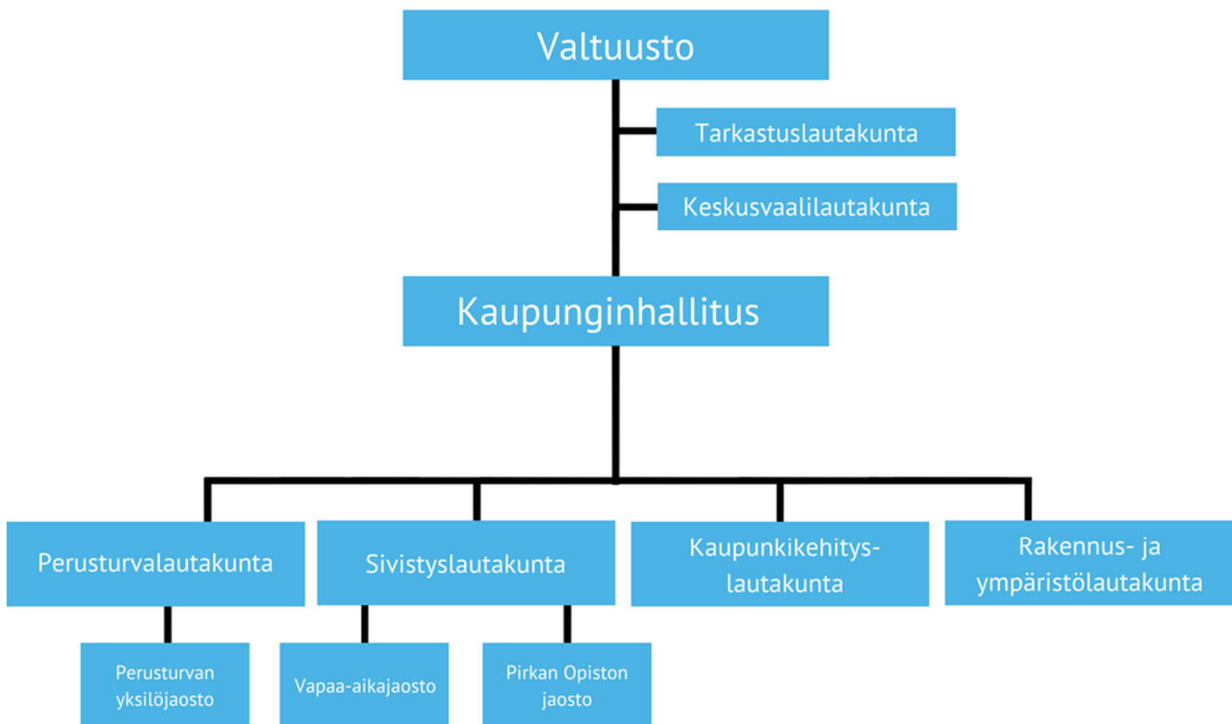 Valtuusto
Tarkastuslautakunta
Keskusvaalilautakunta
Kaupunginhallitus
Perusturvalautakunta
Sivistyslautakunta
Kaupunkikehitys-
lautakunta
Rakennus- ja
ympäristölautakunta
Perusturvan
yksilöjaosto
Vapaa-aikajaosto
Pirkan Opiston
jaosto